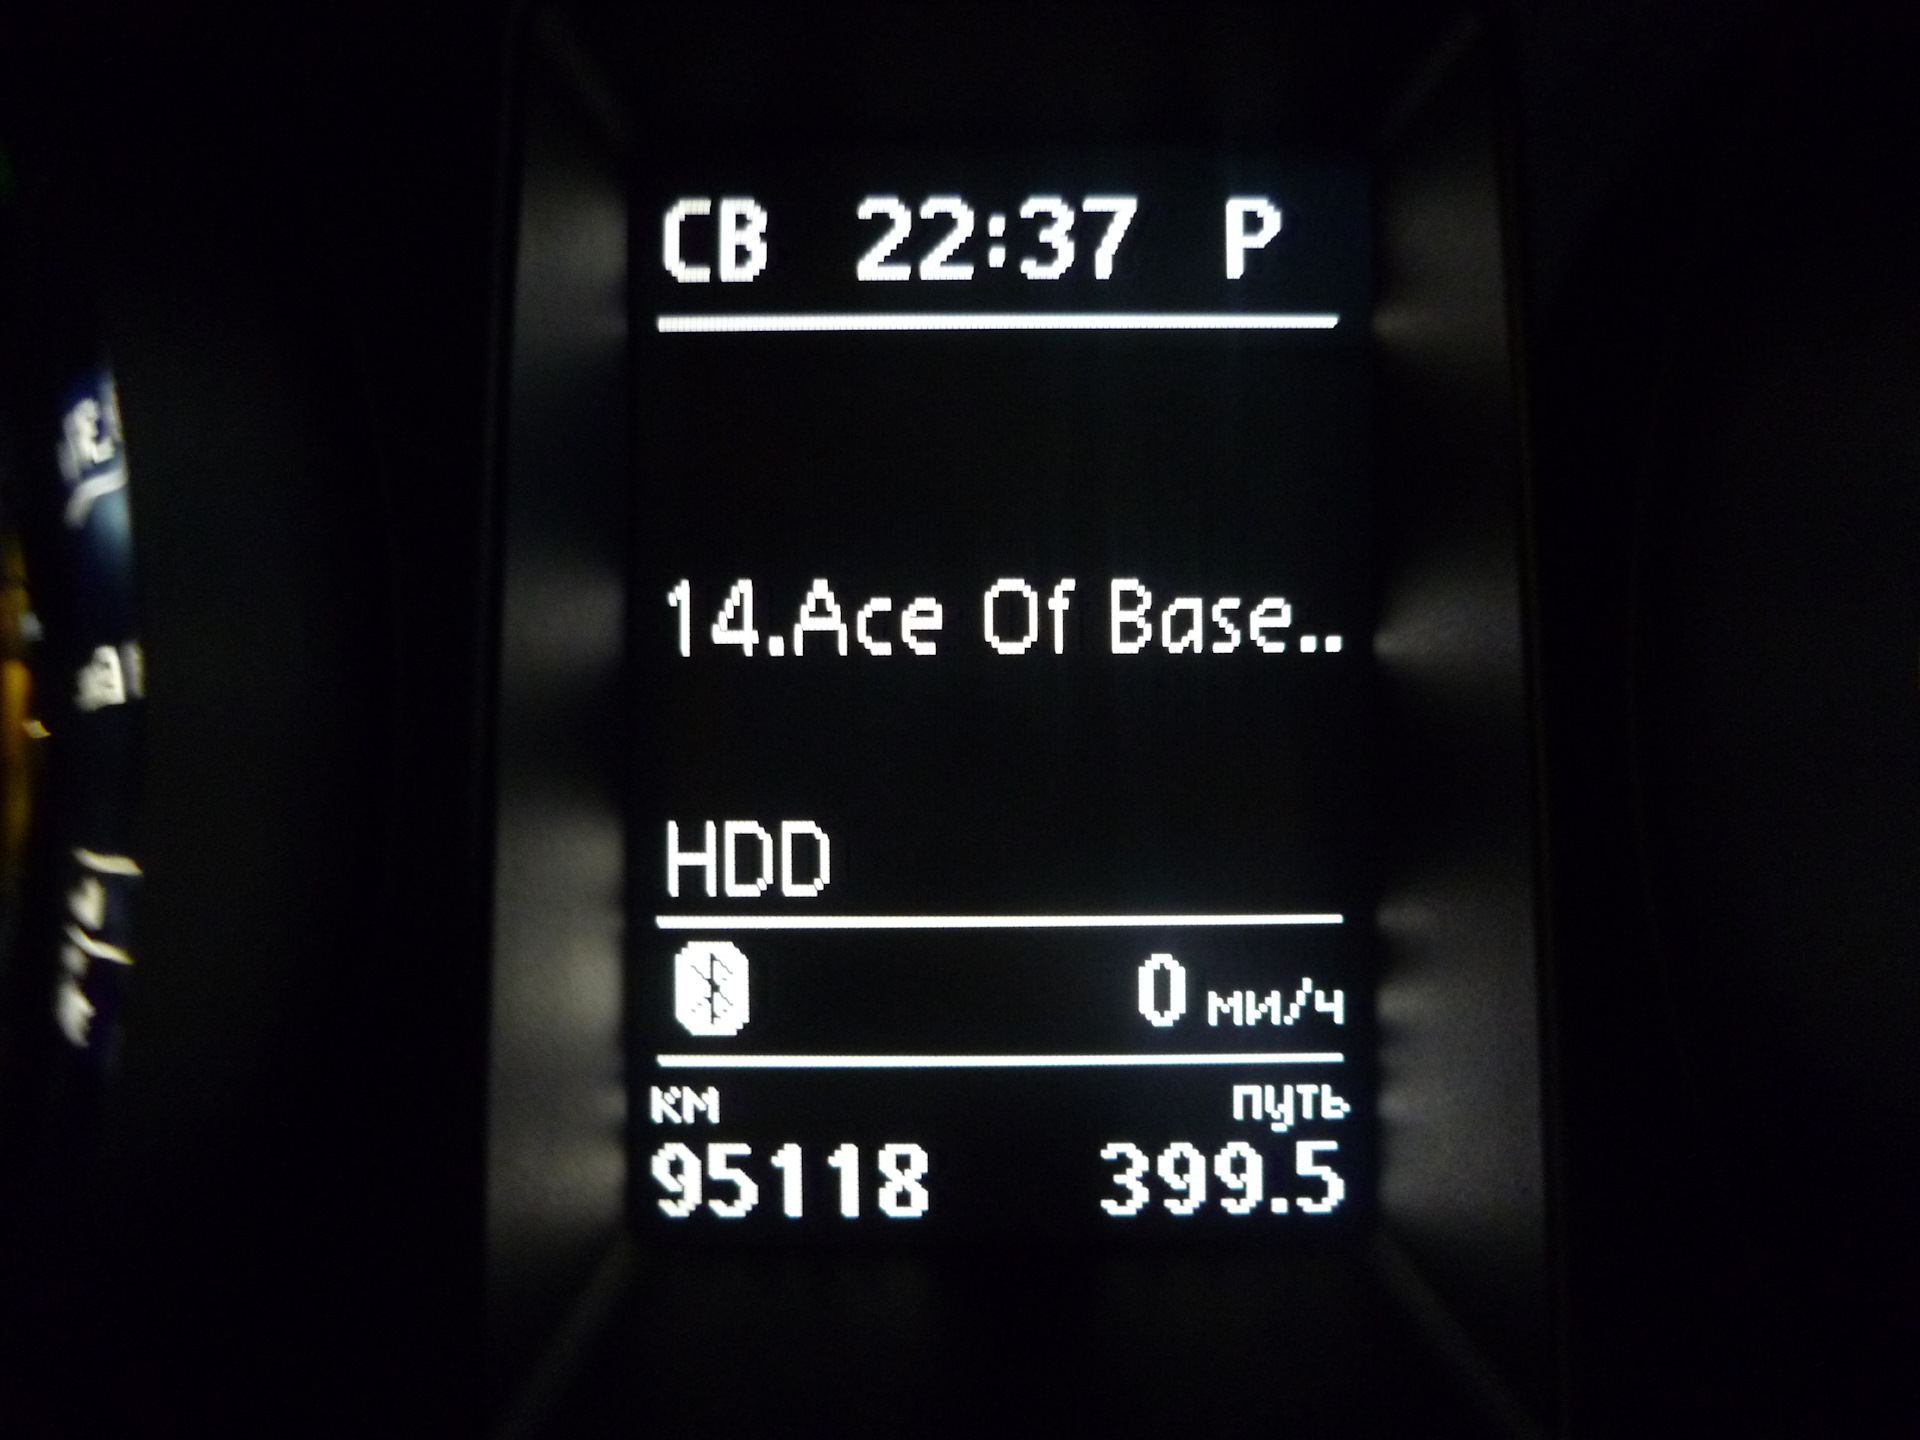 СВ 22:37 P
14.Ace Of Base..
HDD
0 ми/ч
км путь
95118 399.5